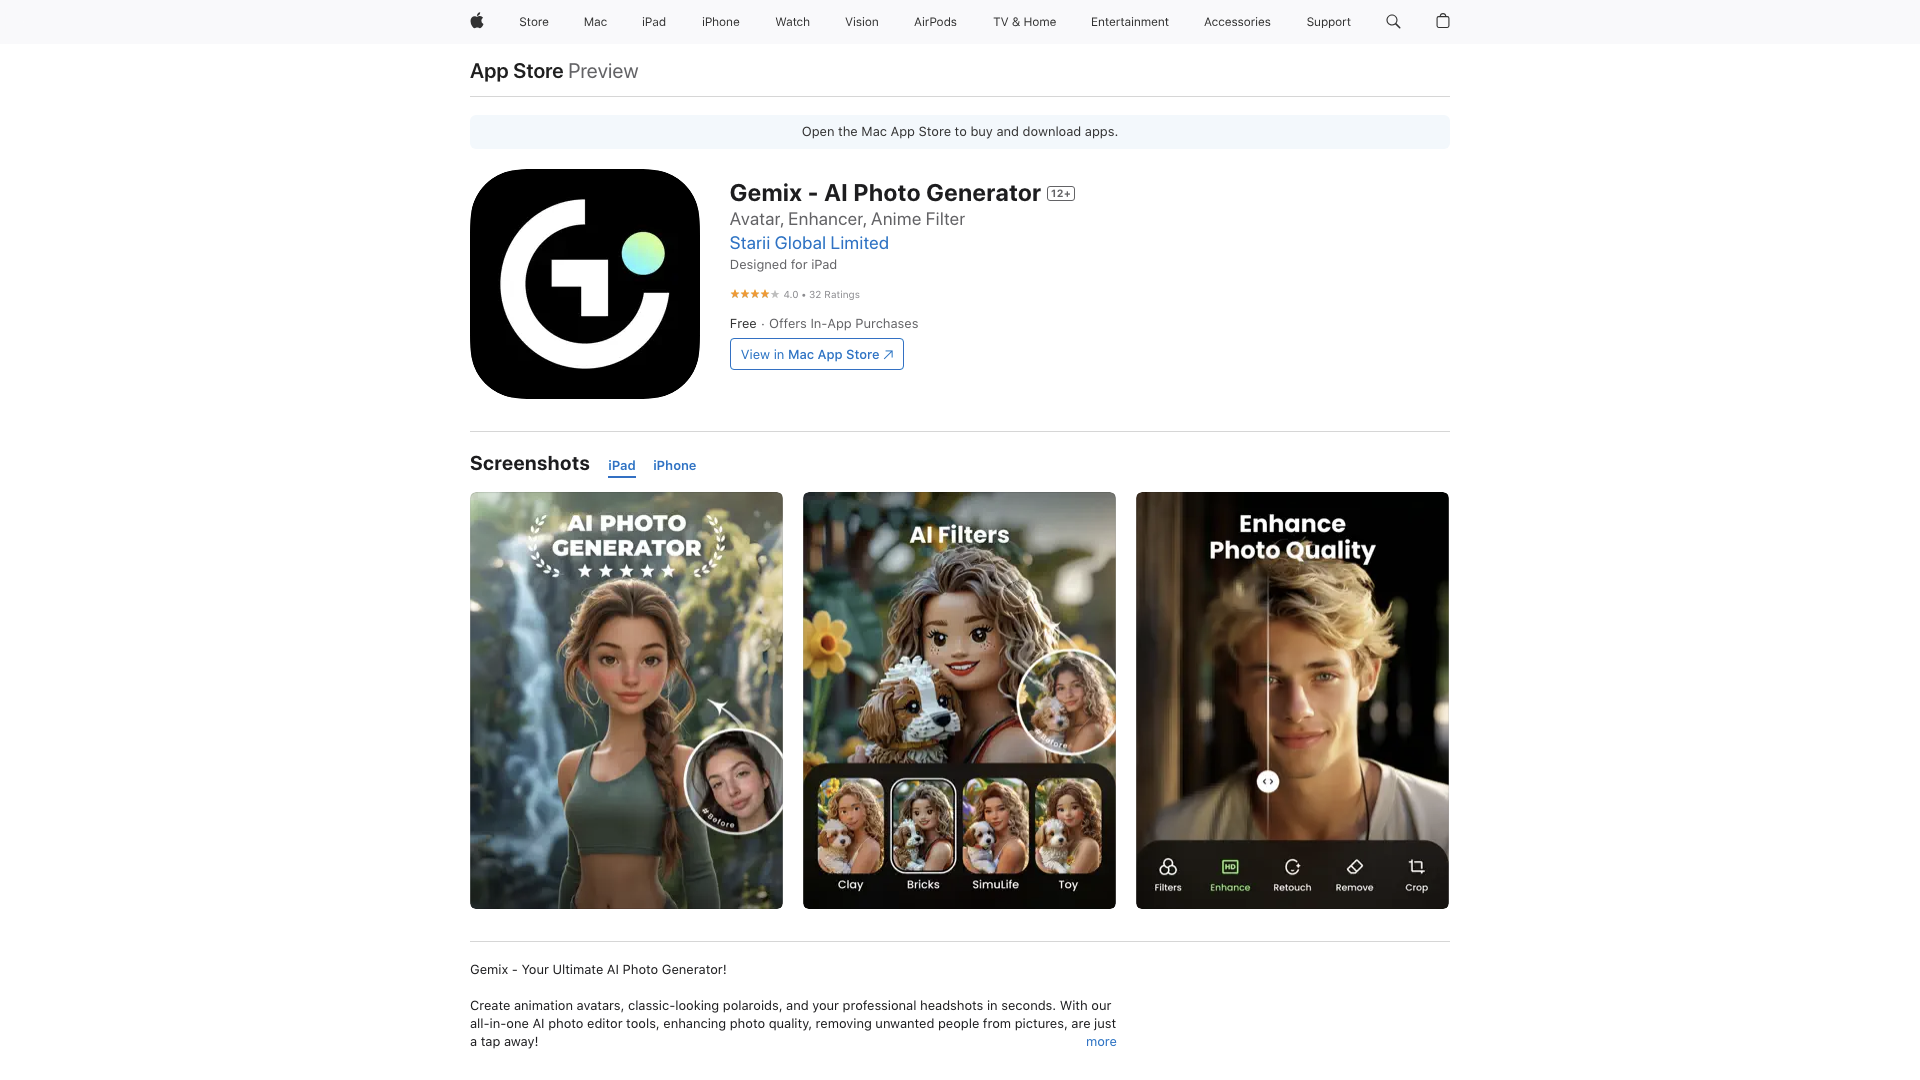 Store Mac iPad iPhone Watch Vision AirPods TV & Home Entertainment Accessories Support
App Store Preview
Open the Mac App Store to buy and download apps.
Gemix - AI Photo Generator 12+
Avatar, Enhancer, Anime Filter
Starii Global Limited
Designed for iPad
4.0 • 32 Ratings
Free · Offers In-App Purchases
View in Mac App Store
Screenshots iPad iPhone
AI PHOTO
GENERATOR
#Before
AI Filters
#Before
Clay Bricks SimuLife Toy
Enhance
Photo Quality
HD
Filters Enhance Retouch Remove Crop
Gemix - Your Ultimate AI Photo Generator!
Create animation avatars, classic-looking polaroids, and your professional headshots in seconds. With our
all-in-one AI photo editor tools, enhancing photo quality, removing unwanted people from pictures, are just
a tap away! more